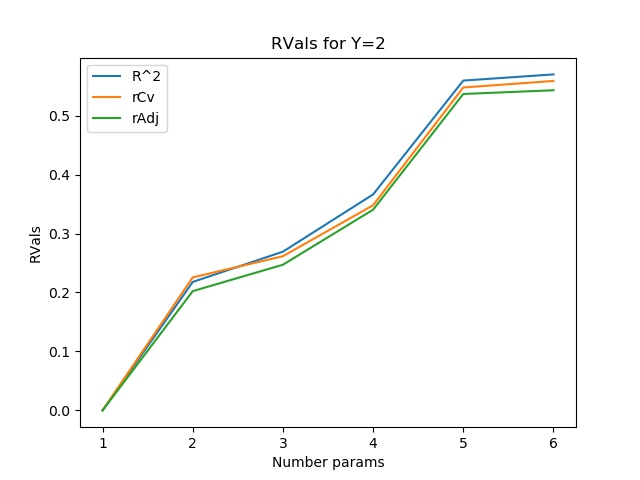 RVals for Y=2
R^2
rCv
rAdj
RVals
0.5
0.4
0.3
0.2
0.1
0.0
1 2 3 4 5 6
Number params